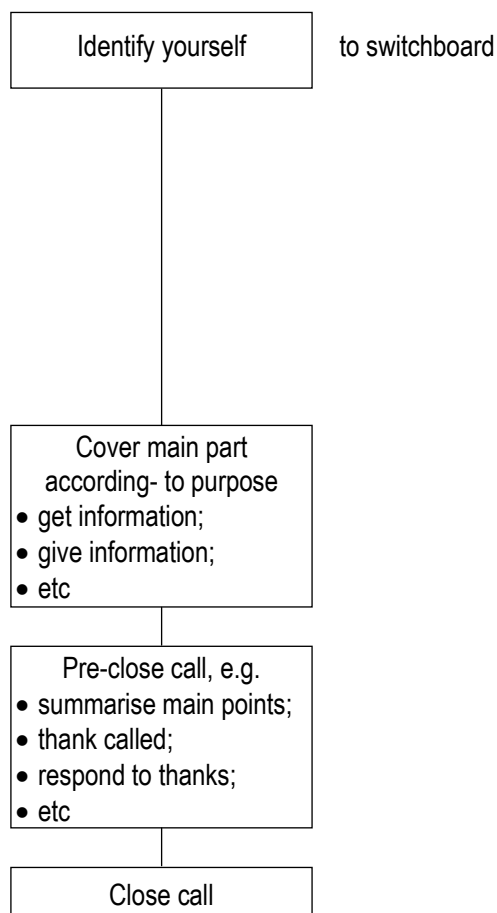 Identify yourself to switchboard
Cover main part
according- to purpose
• get information;
• give information;
• etc
Pre-close call, e.g.
• summarise main points;
• thank called;
• respond to thanks;
• etc
Close call